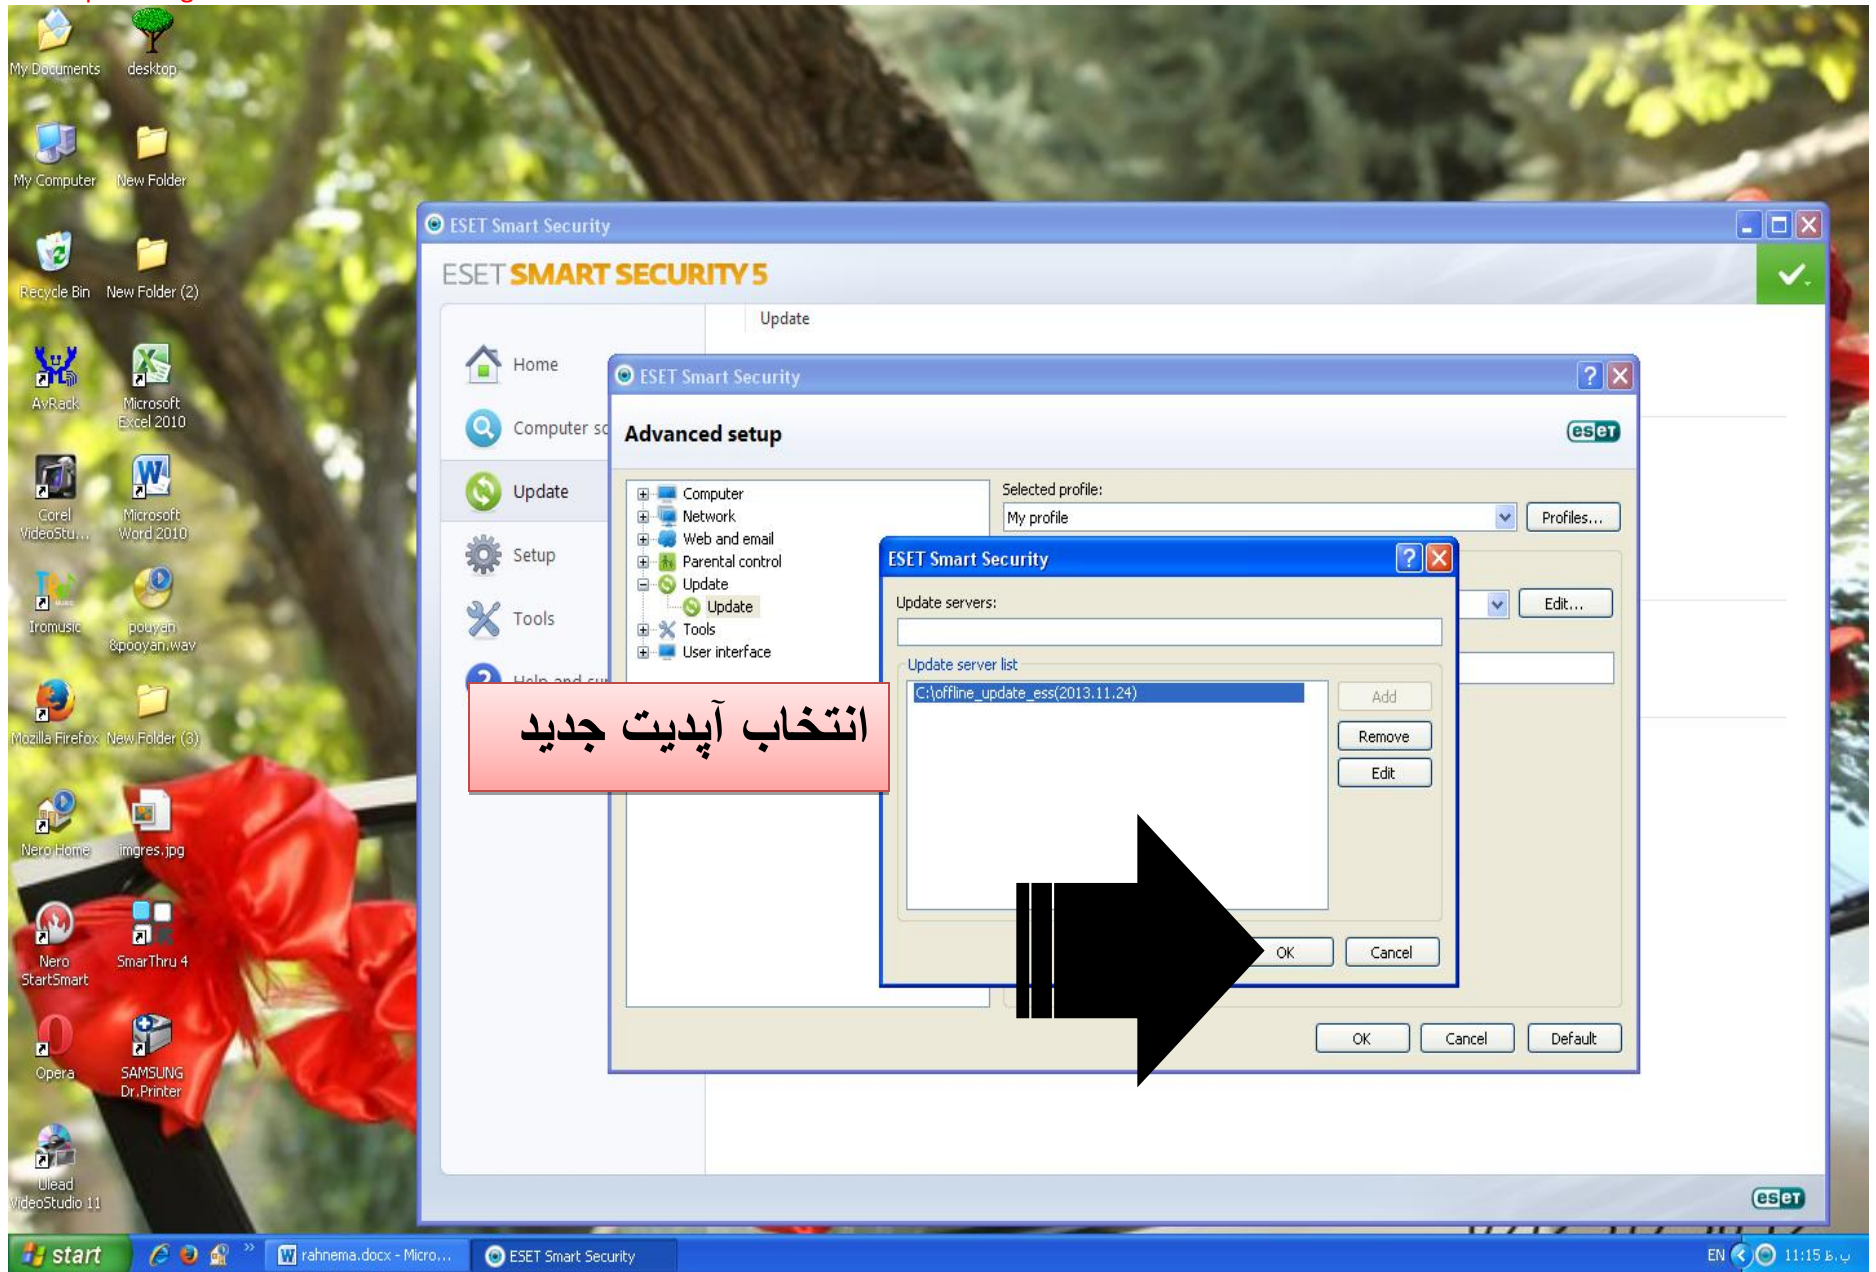 My Documents
desktop
My Computer
New Folder
Recycle Bin
New Folder (2)
AvRack
Microsoft
Excel 2010
Corel
VideoStu...
Microsoft
Word 2010
Iromusic
pouyan
&pooyan.wav
Mozilla Firefox
New Folder (3)
Nero Home
imgres.jpg
Nero
StartSmart
SmarThru 4
Opera
SAMSUNG
Dr.Printer
Ulead
VideoStudio 11
ESET Smart Security
ESET SMART SECURITY 5
Update
Home
Computer sc
Update
Setup
Tools
ESET Smart Security
Advanced setup
eset
Computer
Network
Web and email
Parental control
Update
Update
Tools
User interface
Selected profile:
My profile
Profiles...
Edit...
ESET Smart Security
Update servers:
Update server list
C:\offline_update_ess(2013.11.24)
Add
Remove
Edit
OK
Cancel
انتخاب آپدیت جدید
OK
Cancel
Default
eset
start
rahnema.docx - Micro...
ESET Smart Security
EN
11:15 ب.ظ